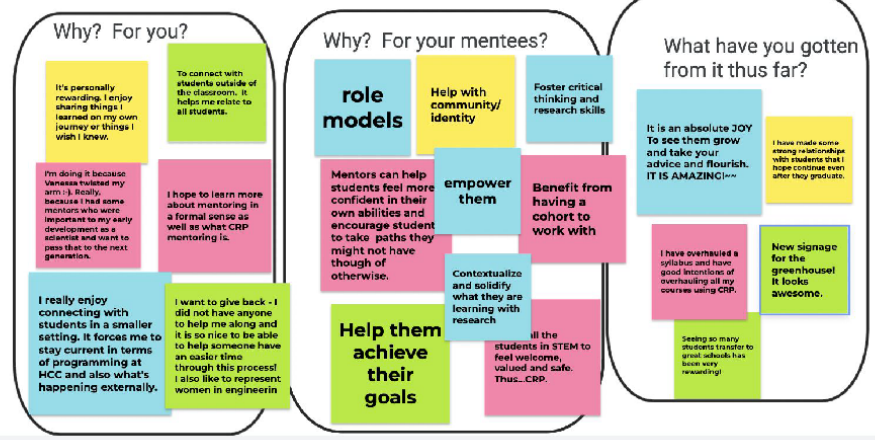 Why?  For you?
It's personally
rewarding. I enjoy
sharing things I
learned on my own
journey or things I
wish I knew.
To connect with
students outside of
the classroom.  It
helps me relate to
all students.
I'm doing it because
Vanessa twisted my
arm :-). Really,
because I had some
mentors who were
important to my early
development as a
scientist and want to
pass that to the next
generation.
I hope to learn more
about mentoring in
a formal sense as
well as what CRP
mentoring is.
I really enjoy
connecting with
students in a smaller
setting. It forces me to
stay current in terms
of programming at
HCC and also what's
happening externally.
I want to give back - I
did not have anyone
to help me along and
it is so nice to be able
to help someone have
an easier time
through this process!
I also like to represent
women in engineerin
Why?  For your mentees?
role
models
Help with
community/
identity
Foster critical
thinking and
research skills
Mentors can help
students feel more
confident in their
own abilities and
encourage student
to take  paths they
might not have
though of
otherwise.
empower
them
Benefit from
having a
cohort to
work with
Contextualize
and solidify
what they are
learning with
research
Help them
achieve
their
goals
all the
students in STEM to
feel welcome,
valued and safe.
Thus...CRP.
What have you gotten
from it thus far?
It is an absolute JOY
To see them grow
and take your
advice and flourish.
IT IS AMAZING!~~
I have made some
strong relationships
with students that I
hope continue even
after they graduate.
I have overhauled a
syllabus and have
good intentions of
overhauling all my
courses using CRP.
New signage
for the
greenhouse!
It looks
awesome.
Seeing so many
students transfer to
great schools has
been very
rewarding!